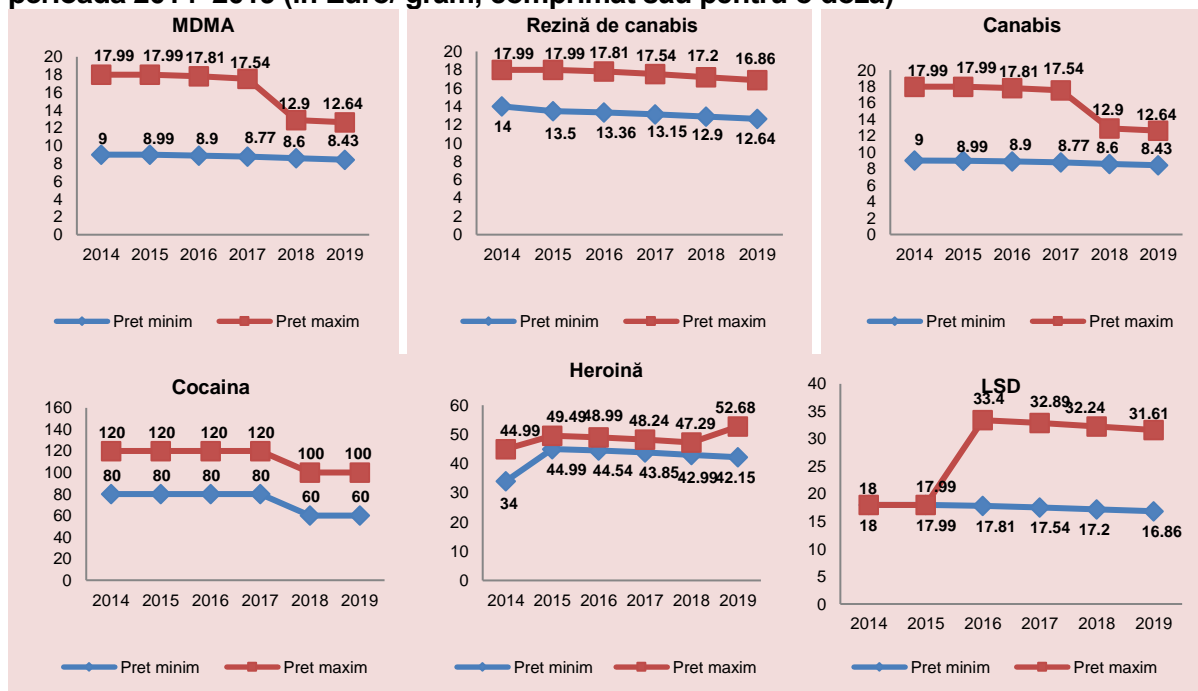 perioada 2014-2019 (în Euro/ gram, comprimat sau pentru o doză)
MDMA
20
18
16
14
12
10
8
6
4
2
0
17.99 17.99 17.81 17.54 12.9 12.64
9 8.99 8.9 8.77 8.6 8.43
2014 2015 2016 2017 2018 2019
Pret minim Pret maxim
Rezină de canabis
20
18
16
14
12
10
8
6
4
2
0
17.99 17.99 17.81 17.54 17.2 16.86
14 13.5 13.36 13.15 12.9 12.64
2014 2015 2016 2017 2018 2019
Pret minim Pret maxim
Canabis
20
18
16
14
12
10
8
6
4
2
0
17.99 17.99 17.81 17.54 12.9 12.64
9 8.99 8.9 8.77 8.6 8.43
2014 2015 2016 2017 2018 2019
Pret minim Pret maxim
Cocaina
160
140
120
100
80
60
40
20
0
120 120 120 120 100 100
80 80 80 80 60 60
2014 2015 2016 2017 2018 2019
Pret minim Pret maxim
Heroină
60
50
40
30
20
10
0
44.99 49.49 48.99 48.24 47.29 52.68
34 44.99 44.54 43.85 42.99 42.15
2014 2015 2016 2017 2018 2019
Pret minim Pret maxim
LSD
40
35
30
25
20
15
10
5
0
18 17.99 33.4 32.89 32.24 31.61
18 17.99 17.81 17.54 17.2 16.86
2014 2015 2016 2017 2018 2019
Pret minim Pret maxim